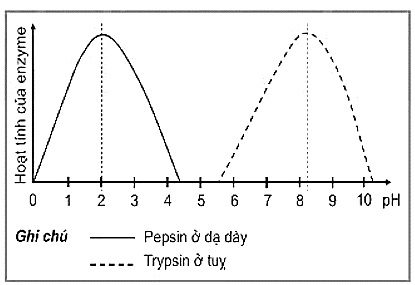 Hoạt tính của enzyme
0 1 2 3 4 5 6 7 8 9 10 pH
Ghi chú
Pepsin ở dạ dày
Trypsin ở tuỵ